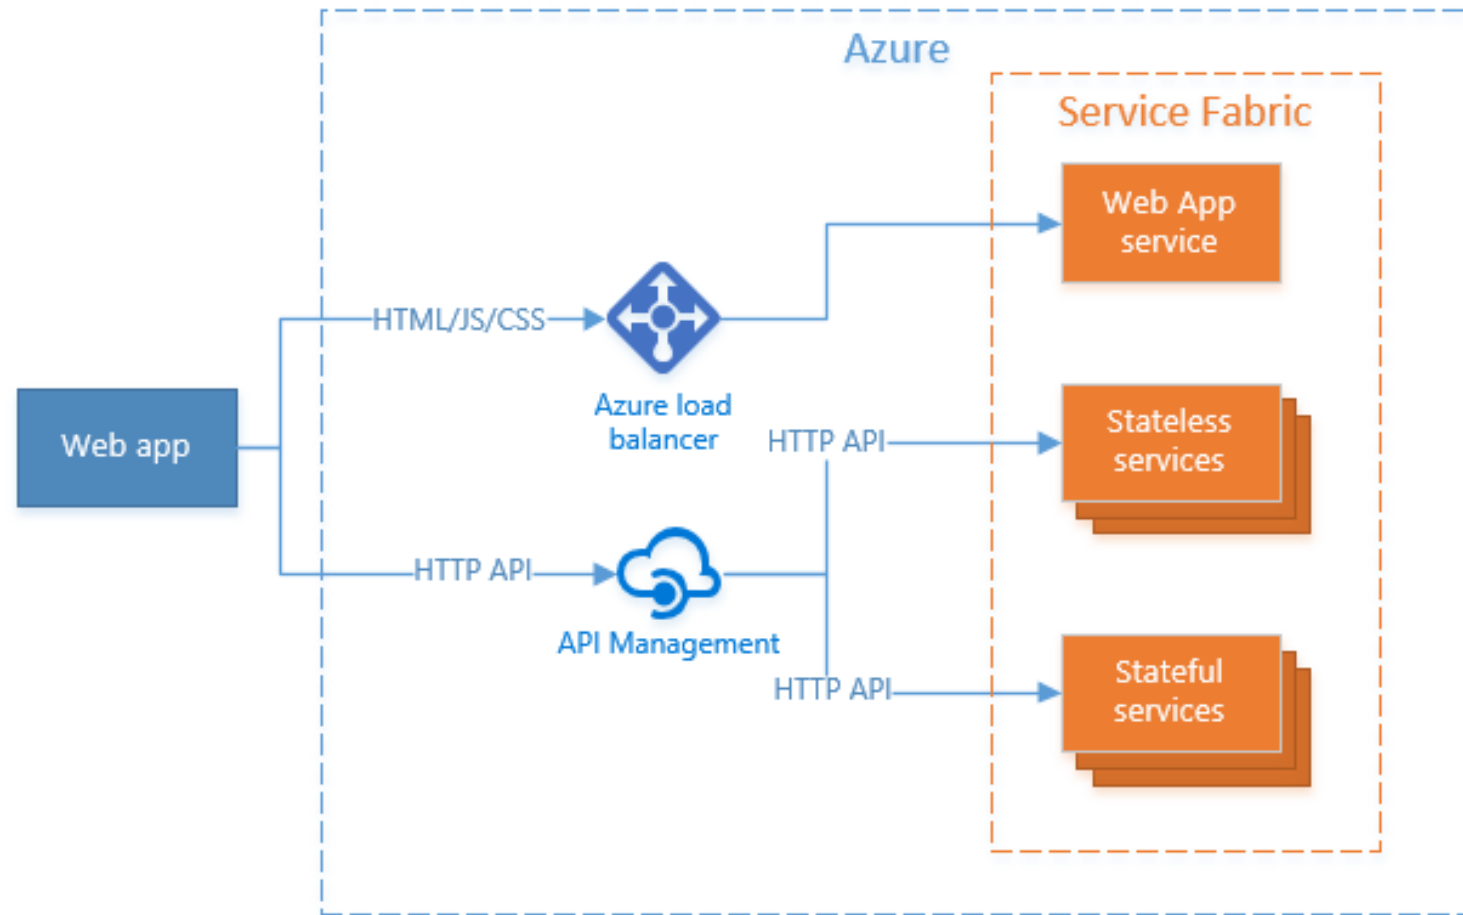 Azure
Service Fabric
Web App
service
HTML/JS/CSS
Azure load
balancer
HTTP API
Stateless
services
Web app
HTTP API
API Management
HTTP API
Stateful
services